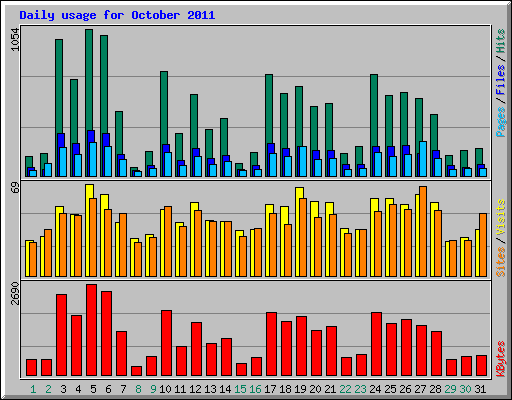 Daily usage for October 2011
1054
69
2690
Pages / Files / Hits
Sites / Visits
KBytes
1 2 3 4 5 6 7 8 9 10 11 12 13 14 15 16 17 18 19 20 21 22 23 24 25 26 27 28 29 30 31